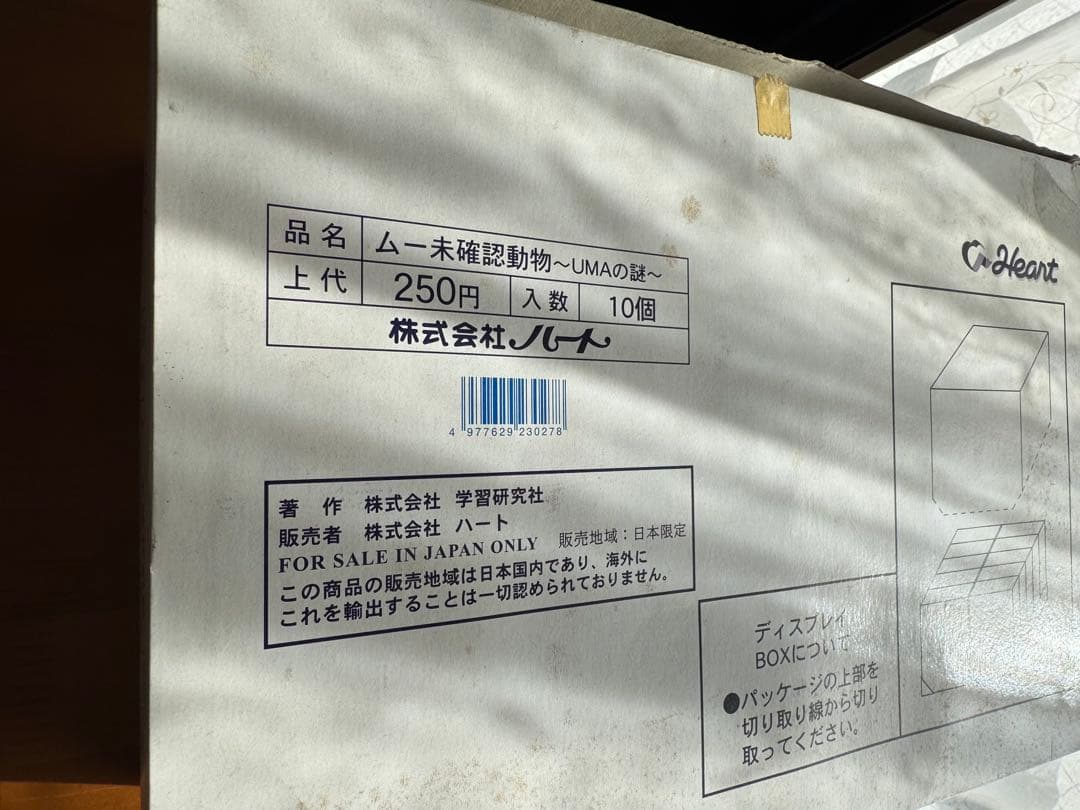 品名 ムー未確認動物～UMAの謎～
上代 250円 入数 10個
株式会社ハート
4 977629 230278
著 作 株式会社 学習研究社
販売者 株式会社 ハート
FOR SALE IN JAPAN ONLY 販売地域：日本限定
この商品の販売地域は日本国内であり、海外に
これを輸出することは一切認められておりません。
Heart
ディスプレイ
BOXについて
●パッケージの上部を
切り取り線から切り
取ってください。